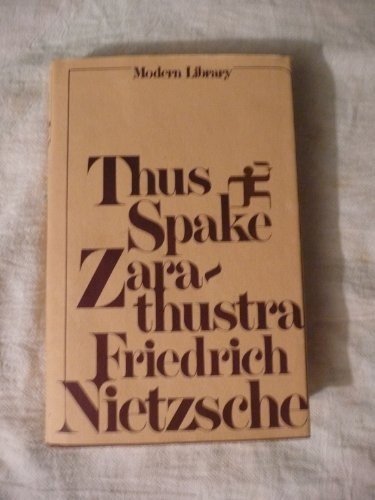 Modern Library
Thus
Spake
Zara-
thustra
Friedrich
Nietzsche